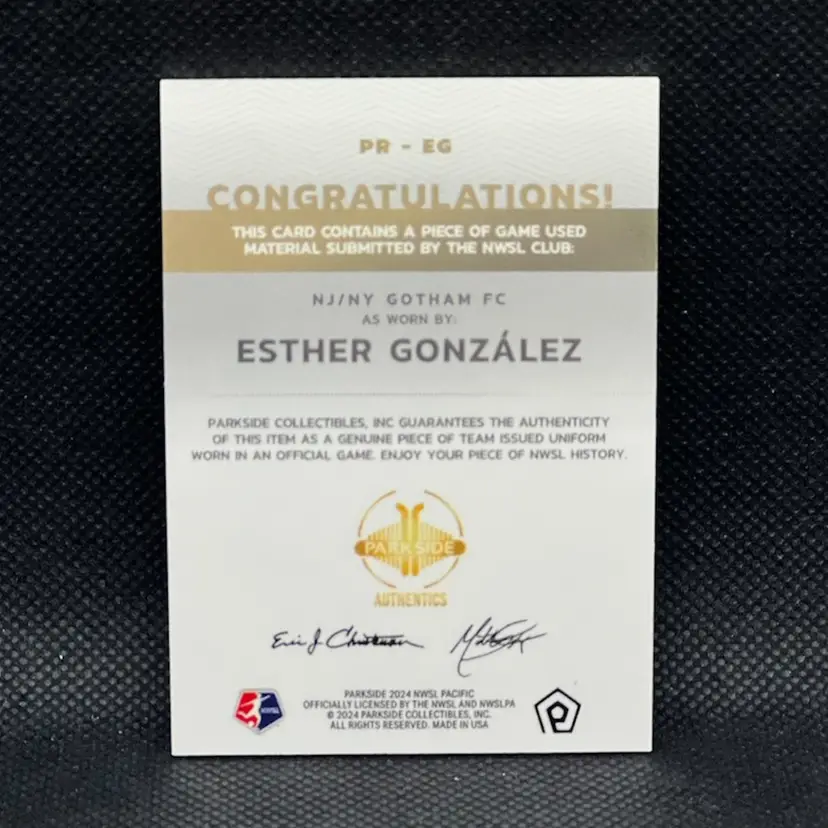 PR - EG
CONGRATULATIONS!
THIS CARD CONTAINS A PIECE OF GAME USED
MATERIAL SUBMITTED BY THE NWSL CLUB:
NJ/NY GOTHAM FC
AS WORN BY:
ESTHER GONZÁLEZ
PARKSIDE COLLECTIBLES, INC GUARANTEES THE AUTHENTICITY
OF THIS ITEM AS A GENUINE PIECE OF TEAM ISSUED UNIFORM
WORN IN AN OFFICIAL GAME. ENJOY YOUR PIECE OF NWSL HISTORY.
PARKSIDE
AUTHENTICS
Eric J.
NWSL
PARKSIDE 2024 NWSL PACIFIC
OFFICIALLY LICENSED BY THE NWSL AND NWSLPA
© 2024 PARKSIDE COLLECTIBLES, INC.
ALL RIGHTS RESERVED. MADE IN USA
P